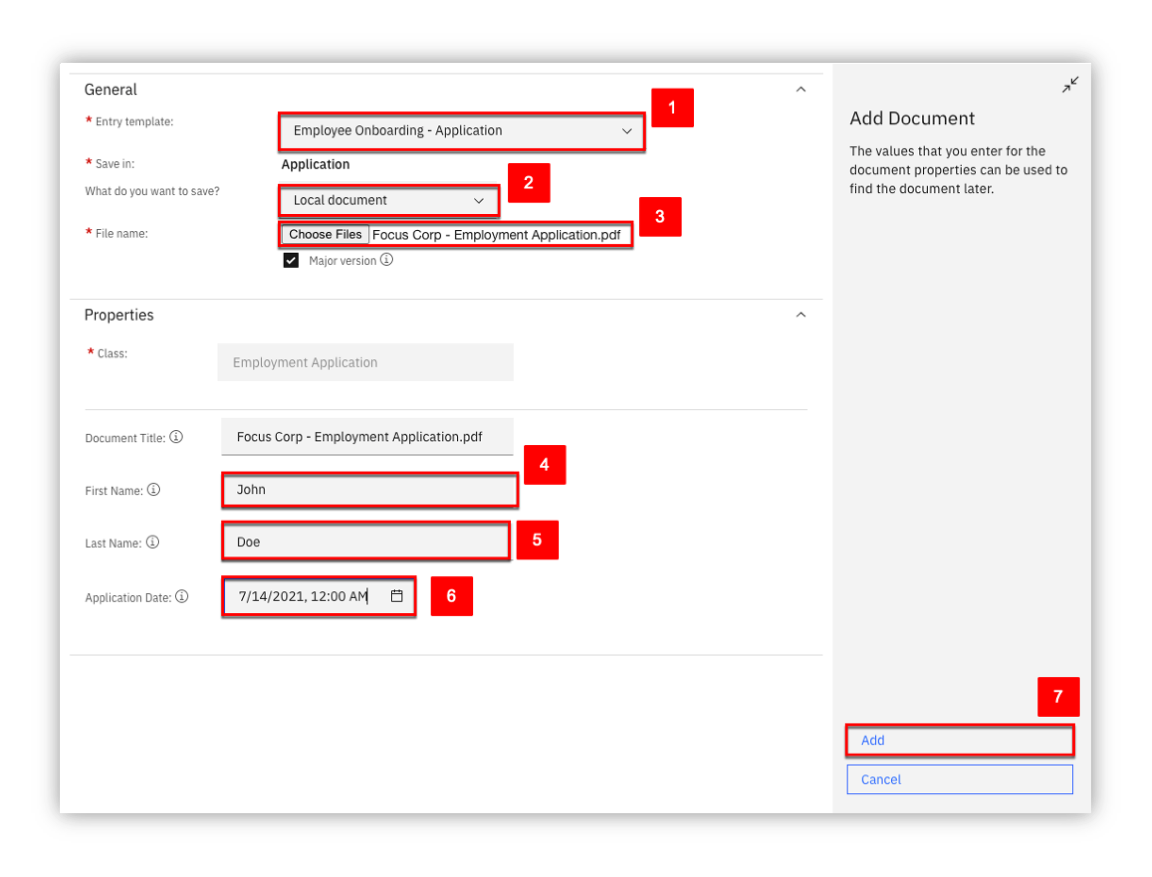 General
1
* Entry template:
Employee Onboarding - Application
* Save in:
Application
2
What do you want to save?
Local document
3
* File name:
Choose Files Focus Corp - Employment Application.pdf
Major version
Properties
* Class:
Employment Application
Document Title:
Focus Corp - Employment Application.pdf
4
First Name:
John
5
Last Name:
Doe
Application Date:
7/14/2021, 12:00 AM
6
Add Document
The values that you enter for the
document properties can be used to
find the document later.
7
Add
Cancel